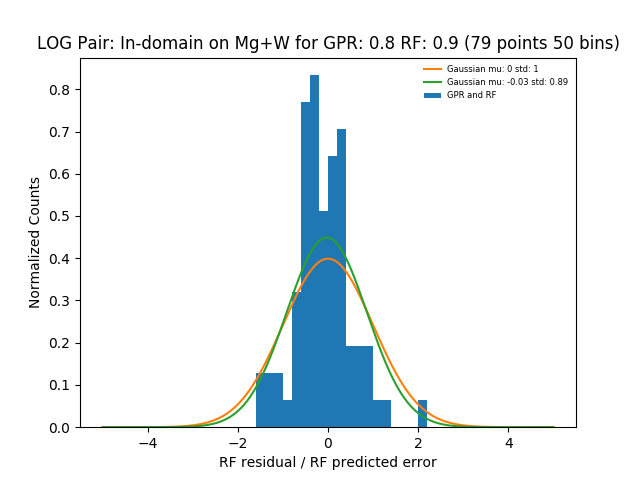 LOG Pair: In-domain on Mg+W for GPR: 0.8 RF: 0.9 (79 points 50 bins)
Gaussian mu: 0 std: 1
Gaussian mu: -0.03 std: 0.89
GPR and RF
Normalized Counts
0.8
0.7
0.6
0.5
0.4
0.3
0.2
0.1
0.0
−4 −2 0 2 4
RF residual / RF predicted error